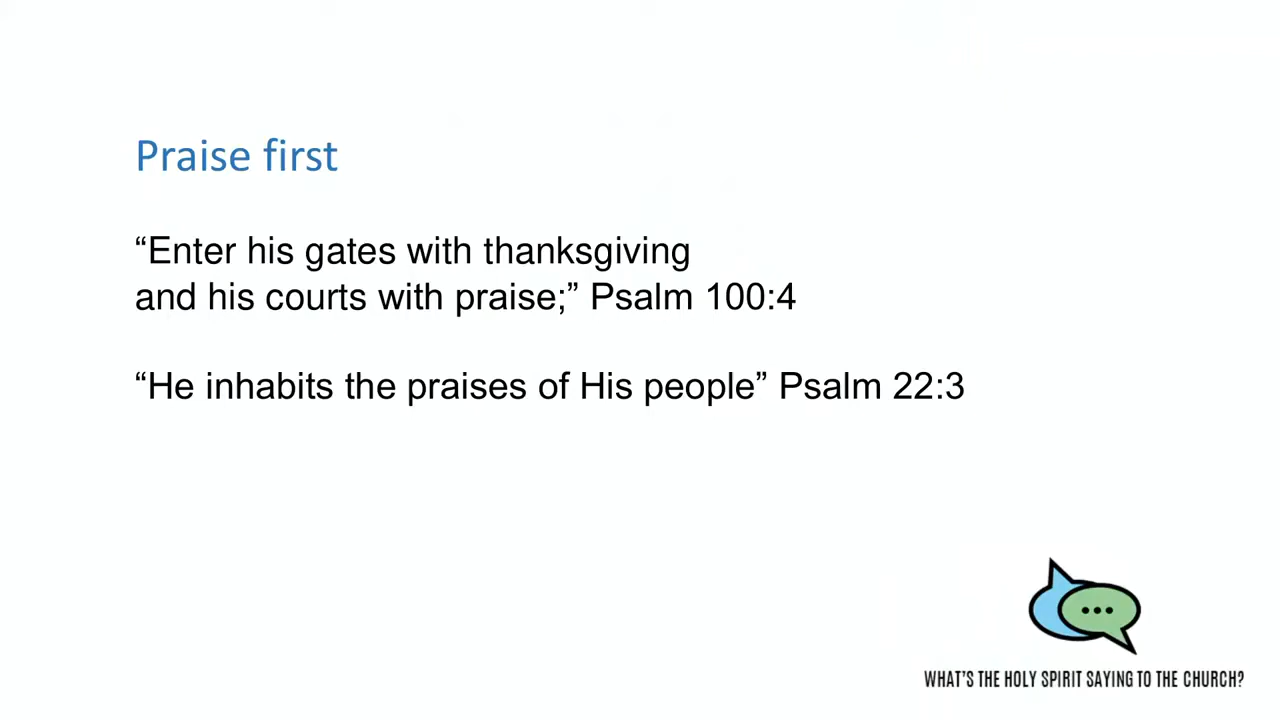 Praise first
“Enter his gates with thanksgiving
and his courts with praise;” Psalm 100:4
“He inhabits the praises of His people” Psalm 22:3
WHAT'S THE HOLY SPIRIT SAYING TO THE CHURCH?